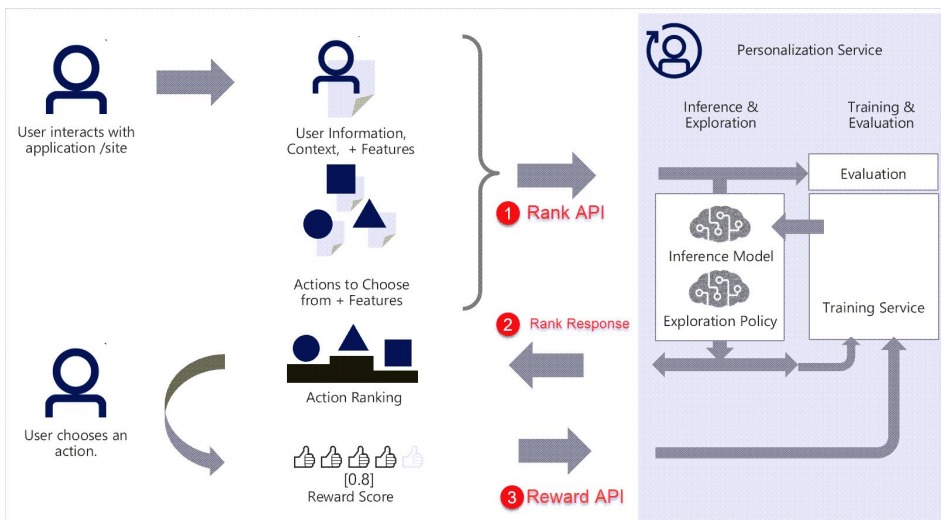 Personalization Service
User interacts with
application /site
User Information,
Context, + Features
Inference &
Exploration
Training &
Evaluation
Evaluation
1 Rank API
Actions to Choose
from + Features
Inference Model
Exploration Policy
Training Service
2 Rank Response
Action Ranking
User chooses an
action.
[0.8]
Reward Score
3 Reward API